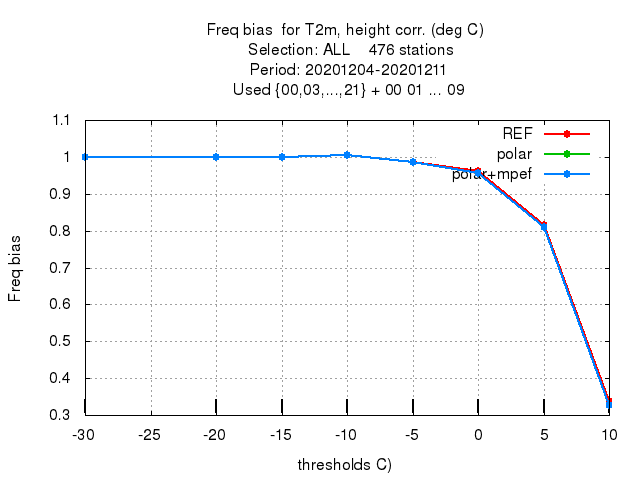 Freq bias  for T2m, height corr. (deg C)
Selection: ALL    476 stations
Period: 20201204-20201211
Used {00,03,...,21} + 00 01 ... 09
REF
polar
polar+mpef
1.1
1
0.9
0.8
0.7
0.6
0.5
0.4
0.3
Freq bias
-30 -25 -20 -15 -10 -5 0 5 10
thresholds C)